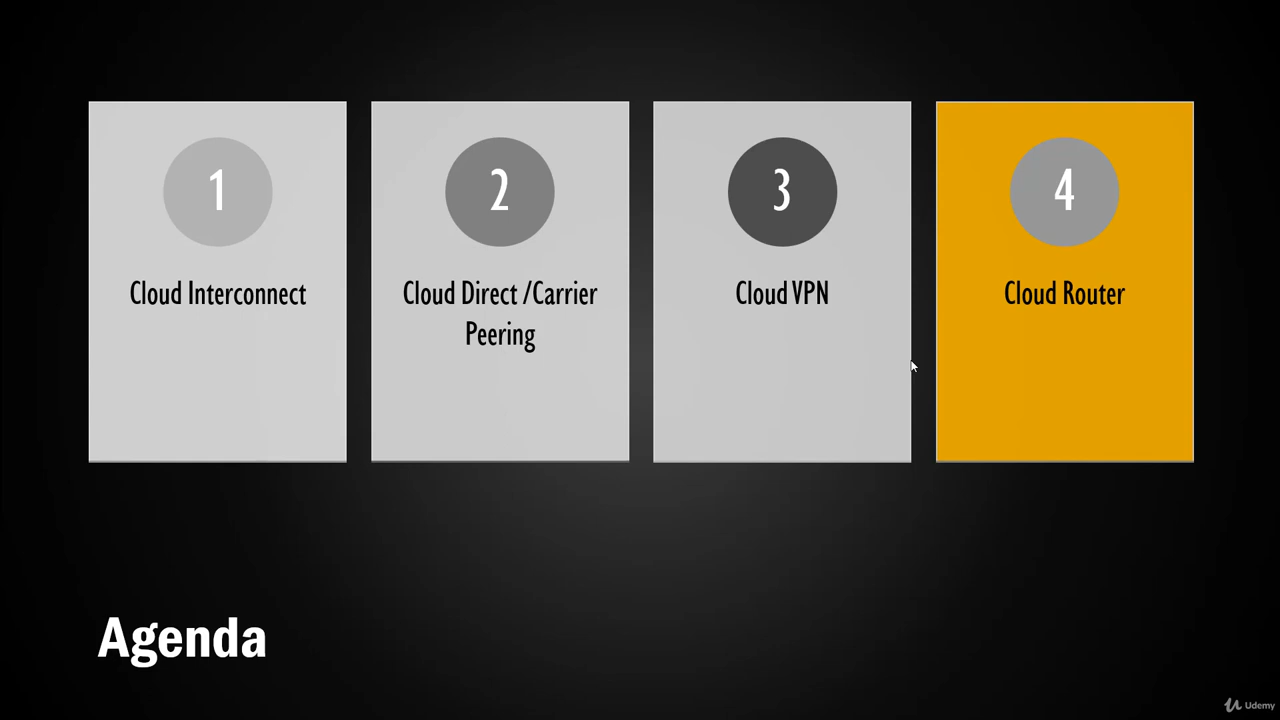 1
Cloud Interconnect
2
Cloud Direct /Carrier
Peering
3
Cloud VPN
4
Cloud Router
Agenda
Udemy